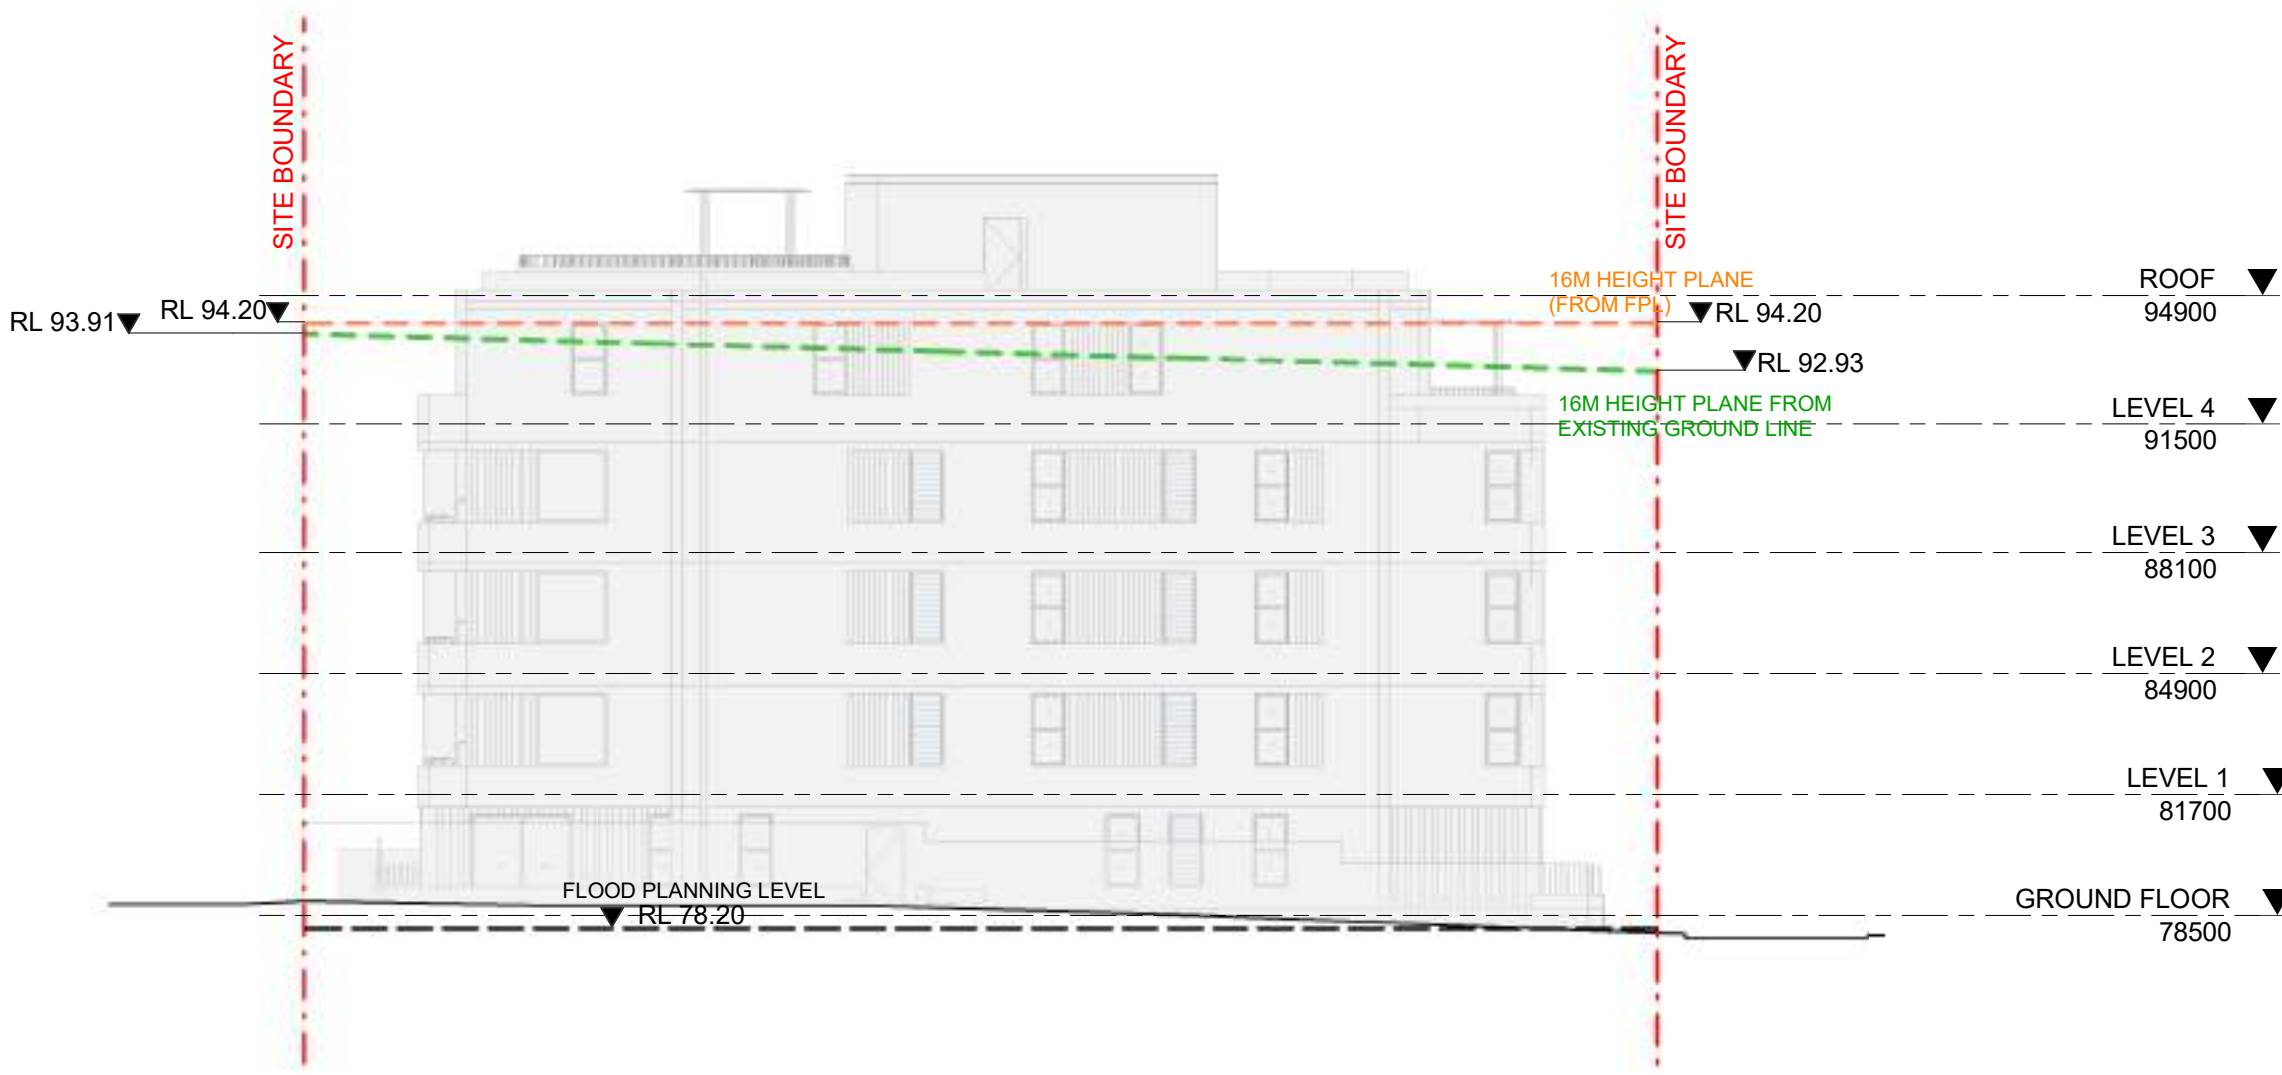 SITE BOUNDARY
SITE BOUNDARY
16M HEIGHT PLANE
(FROM FPL)
ROOF
94900
RL 93.91
RL 94.20
RL 94.20
RL 92.93
16M HEIGHT PLANE FROM
EXISTING GROUND LINE
LEVEL 4
91500
LEVEL 3
88100
LEVEL 2
84900
LEVEL 1
81700
FLOOD PLANNING LEVEL
RL 78.20
GROUND FLOOR
78500